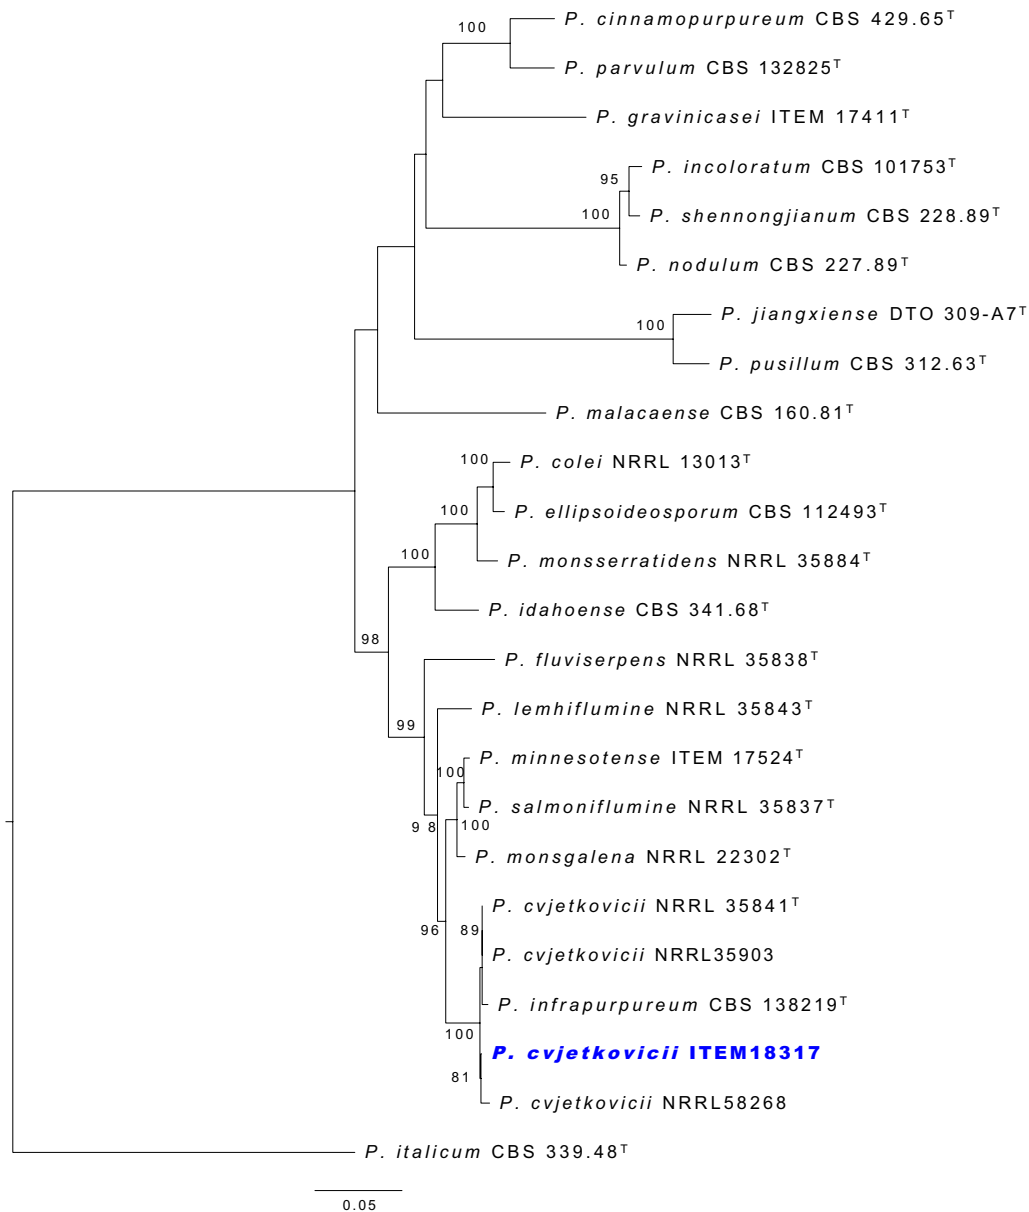 100
P. cinnamopurpureum CBS 429.65ᵀ
P. parvulum CBS 132825ᵀ
P. gravinicasei ITEM 17411ᵀ
P. incoloratum CBS 101753ᵀ
95
100
P. shennongjianum CBS 228.89ᵀ
P. nodulum CBS 227.89ᵀ
P. jiangxiense DTO 309-A7ᵀ
100
P. pusillum CBS 312.63ᵀ
P. malacaense CBS 160.81ᵀ
100
P. colei NRRL 13013ᵀ
100
P. ellipsoideosporum CBS 112493ᵀ
100
P. monsserratidens NRRL 35884ᵀ
P. idahoense CBS 341.68ᵀ
98
P. fluviserpens NRRL 35838ᵀ
P. lemhiflumine NRRL 35843ᵀ
99
P. minnesotense ITEM 17524ᵀ
100
P. salmoniflumine NRRL 35837ᵀ
98
100
P. monsgalena NRRL 22302ᵀ
P. cvjetkovicii NRRL 35841ᵀ
96
89
P. cvjetkovicii NRRL35903
P. infrapurpureum CBS 138219ᵀ
100
P. cvjetkovicii ITEM18317
81
P. cvjetkovicii NRRL58268
P. italicum CBS 339.48ᵀ
0.05